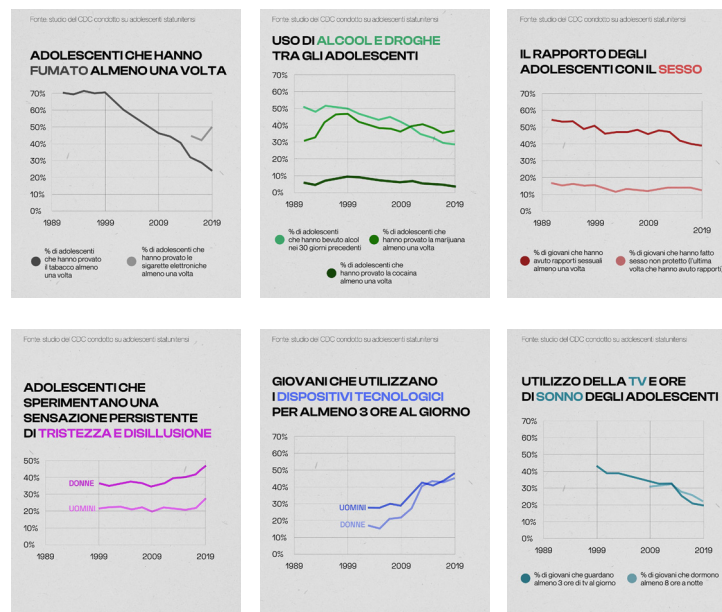 Fonte: studio del CDC condotto su adolescenti statunitensi
ADOLESCENTI CHE HANNO
FUMATO ALMENO UNA VOLTA
70%
60%
50%
40%
30%
20%
10%
0%
1989
1999
2009
2019
% di adolescenti
che hanno provato
il tabacco almeno
una volta
% di adolescenti che
hanno provato le
sigarette elettroniche
almeno una volta
Fonte: studio del CDC condotto su adolescenti statunitensi
USO DI ALCOOL E DROGHE
TRA GLI ADOLESCENTI
70%
60%
50%
40%
30%
20%
10%
0%
1989
1999
2009
2019
% di adolescenti
che hanno bevuto alcol
nei 30 giorni precedenti
% di adolescenti che
hanno provato la marijuana
almeno una volta
% di adolescenti che
hanno provato la cocaina
almeno una volta
Fonte: studio del CDC condotto su adolescenti statunitensi
IL RAPPORTO DEGLI
ADOLESCENTI CON IL SESSO
70%
60%
50%
40%
30%
20%
10%
0%
1989
1999
2009
2019
% di giovani che hanno
avuto rapporti sessuali
almeno una volta
% di giovani che hanno fatto
sesso non protetto (l'ultima
volta che hanno avuto rapporti)
Fonte: studio del CDC condotto su adolescenti statunitensi
ADOLESCENTI CHE
SPERIMENTANO UNA
SENSAZIONE PERSISTENTE
DI TRISTEZZA E DISILLUSIONE
50%
40%
30%
20%
10%
0%
DONNE
UOMINI
1989
1999
2009
2019
GIOVANI CHE UTILIZZANO
I DISPOSITIVI TECNOLOGICI
PER ALMENO 3 ORE AL GIORNO
70%
60%
50%
40%
30%
20%
10%
0%
UOMINI
DONNE
1989
1999
2009
2019
Fonte: studio del CDC condotto su adolescenti statunitensi
UTILIZZO DELLA TV E ORE
DI SONNO DEGLI ADOLESCENTI
70%
60%
50%
40%
30%
20%
10%
0%
1989
1999
2009
2019
% di giovani che guardano
almeno 3 ore di tv al giorno
% di giovani che dormono
almeno 8 ore a notte